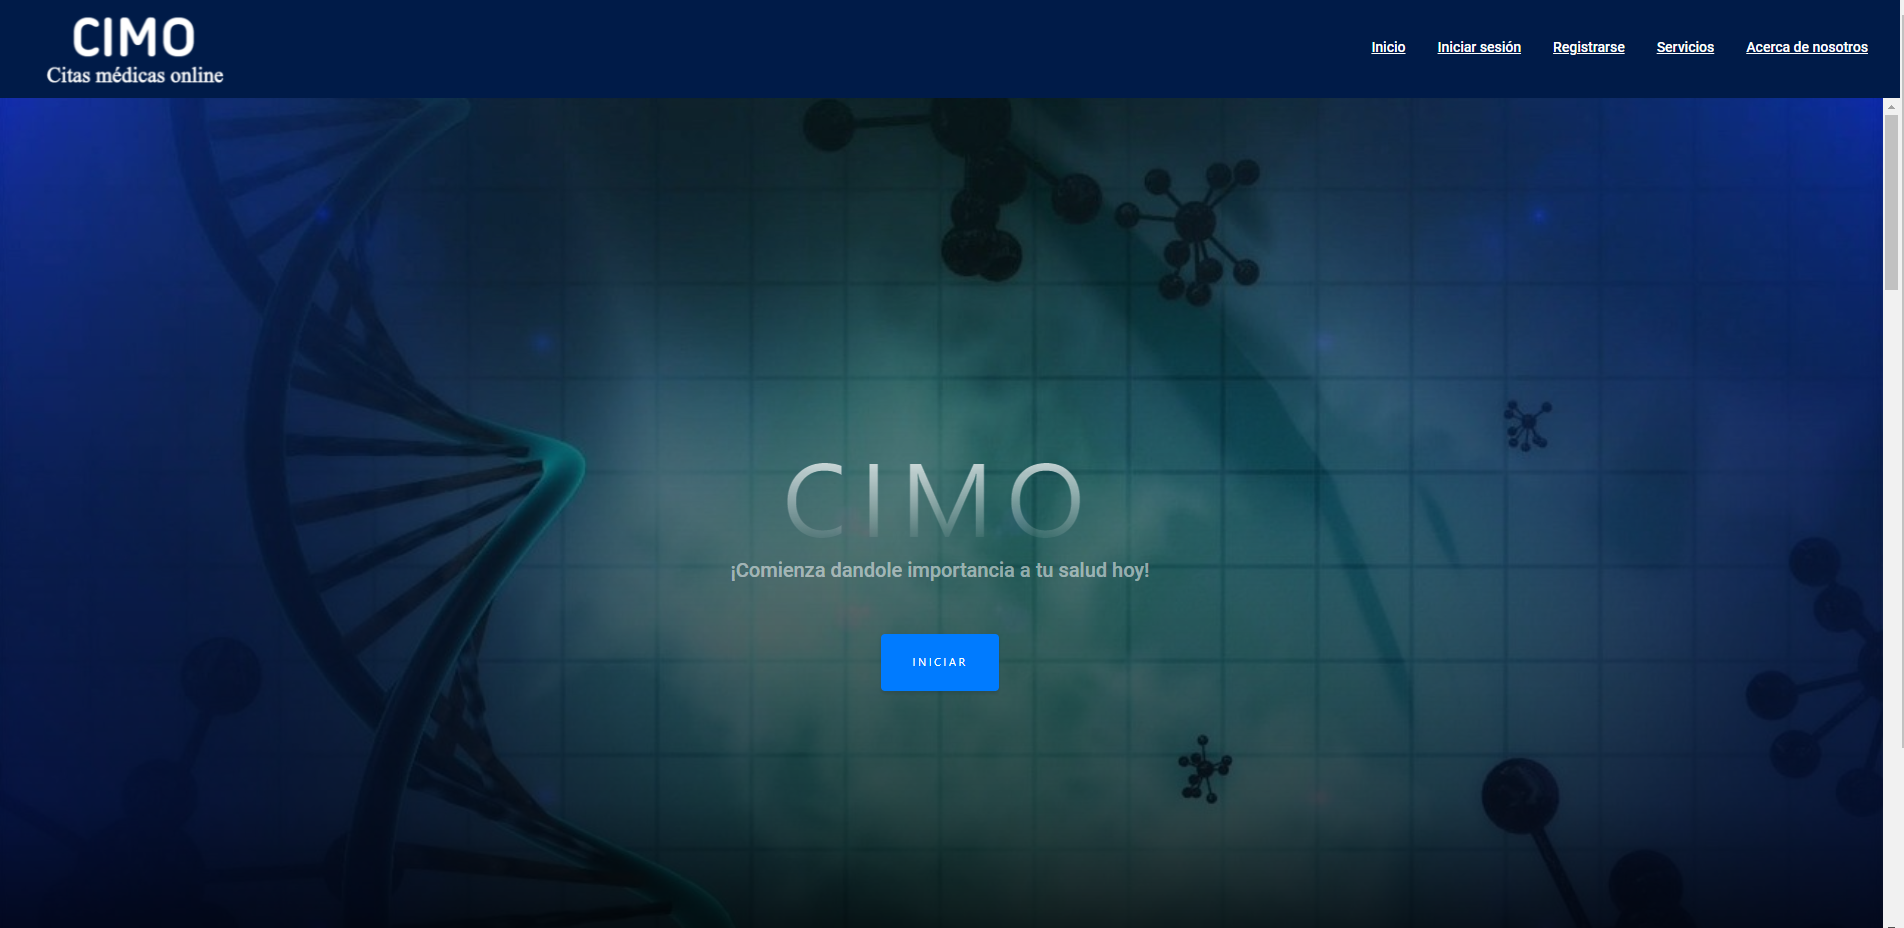 CIMO
Citas médicas online
Inicio Iniciar sesión Registrarse Servicios Acerca de nosotros
CIMO
¡Comienza dandole importancia a tu salud hoy!
INICIAR